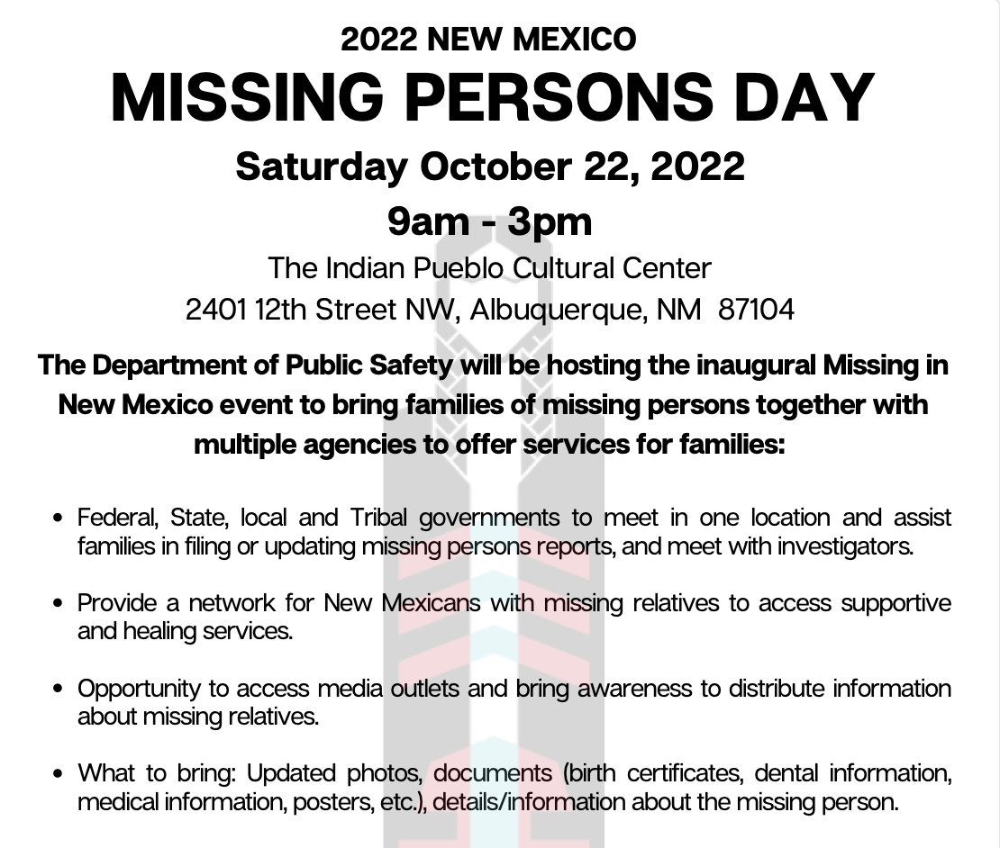 2022 NEW MEXICO
MISSING PERSONS DAY
Saturday October 22, 2022
9am - 3pm
The Indian Pueblo Cultural Center
2401 12th Street NW, Albuquerque, NM  87104
The Department of Public Safety will be hosting the inaugural Missing in
New Mexico event to bring families of missing persons together with
multiple agencies to offer services for families:
• Federal, State, local and Tribal governments to meet in one location and assist
families in filing or updating missing persons reports, and meet with investigators.
• Provide a network for New Mexicans with missing relatives to access supportive
and healing services.
• Opportunity to access media outlets and bring awareness to distribute information
about missing relatives.
• What to bring: Updated photos, documents (birth certificates, dental information,
medical information, posters, etc.), details/information about the missing person.